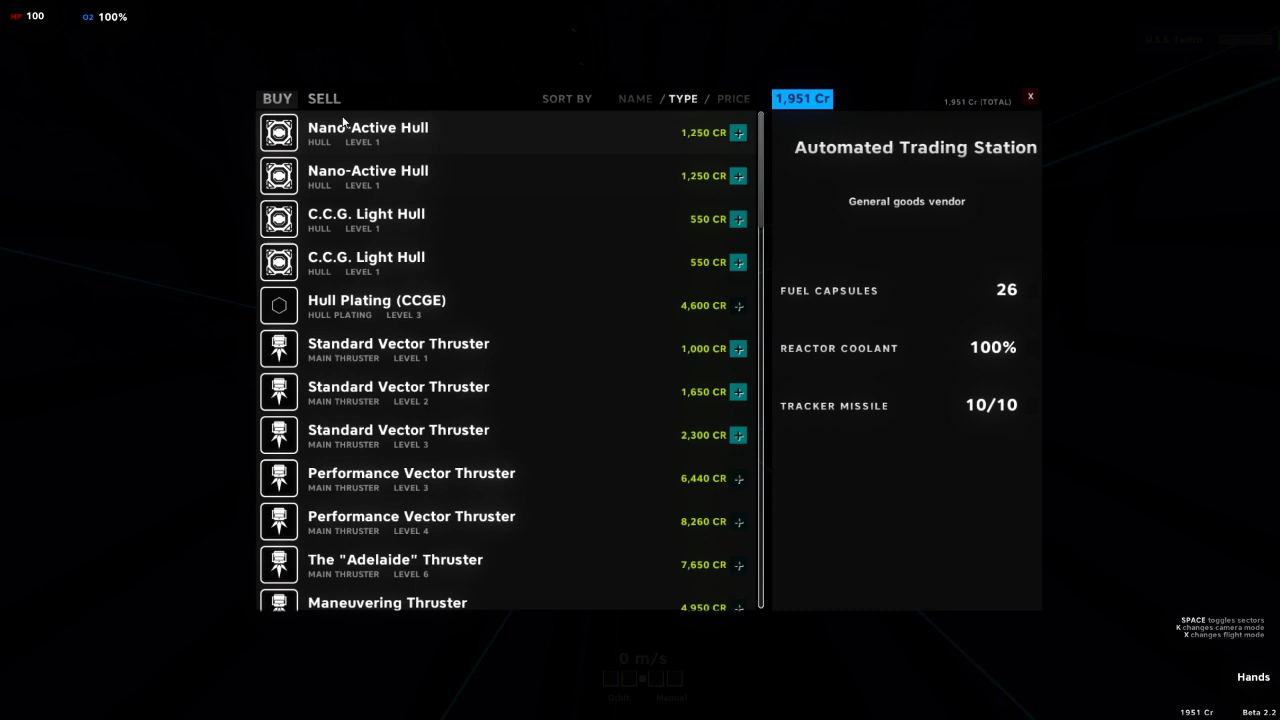 HP 100
O2 100%
BUY SELL SORT BY NAME / TYPE / PRICE
1,951 Cr
1,951 Cr (TOTAL)
X
Nano-Active Hull
HULL LEVEL 1
1,250 CR +
Nano-Active Hull
HULL LEVEL 1
1,250 CR +
C.C.G. Light Hull
HULL LEVEL 1
550 CR +
C.C.G. Light Hull
HULL LEVEL 1
550 CR +
Hull Plating (CCGE)
HULL PLATING LEVEL 3
4,600 CR +
Standard Vector Thruster
MAIN THRUSTER LEVEL 1
1,000 CR +
Standard Vector Thruster
MAIN THRUSTER LEVEL 2
1,650 CR +
Standard Vector Thruster
MAIN THRUSTER LEVEL 3
2,300 CR +
Performance Vector Thruster
MAIN THRUSTER LEVEL 3
6,440 CR +
Performance Vector Thruster
MAIN THRUSTER LEVEL 4
8,260 CR +
The "Adelaide" Thruster
MAIN THRUSTER LEVEL 6
7,650 CR +
Maneuvering Thruster
4,950 CR +
Automated Trading Station
General goods vendor
FUEL CAPSULES 26
REACTOR COOLANT 100%
TRACKER MISSILE 10/10
SPACE toggles sectors
K changes camera mode
X changes flight mode
0 m/s
Orbit Manual
Hands
1951 Cr Beta 2.2